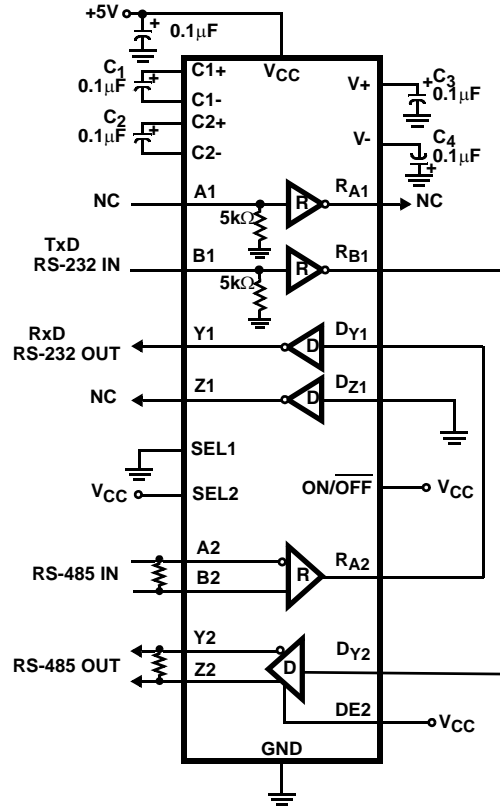 +5V
0.1μF
C1
0.1μF
C1+
C1-
VCC
V+
C3
0.1μF
C2
0.1μF
C2+
C2-
V-
C4
0.1μF
NC
A1
5kΩ
R
RA1
NC
TxD
RS-232 IN
B1
5kΩ
R
RB1
RxD
RS-232 OUT
Y1
D
DY1
NC
Z1
D
DZ1
SEL1
VCC
SEL2
ON/OFF
VCC
RS-485 IN
A2
B2
R
RA2
RS-485 OUT
Y2
Z2
D
DY2
DE2
VCC
GND